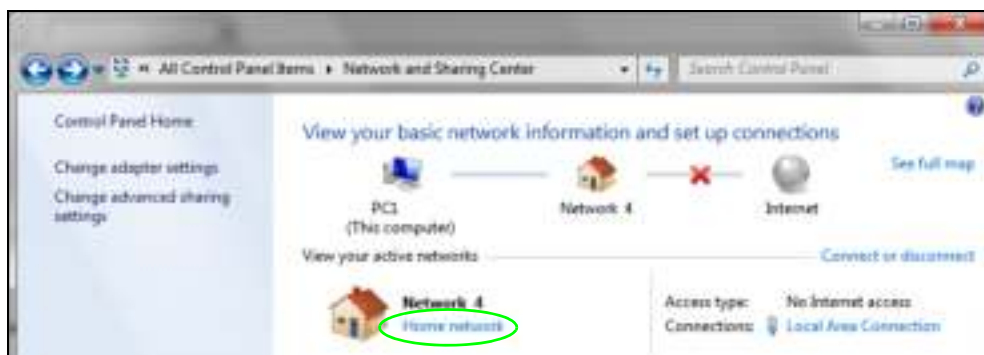 « All Control Panel Items ▸ Network and Sharing Center Search Control Panel
Control Panel Home
View your basic network information and set up connections
Change adapter settings
See full map
Change advanced sharing
settings
PC1
(This computer)
Network 4
Internet
View your active networks
Connect or disconnect
Network 4
Home network
Access type: No Internet access
Connections: Local Area Connection